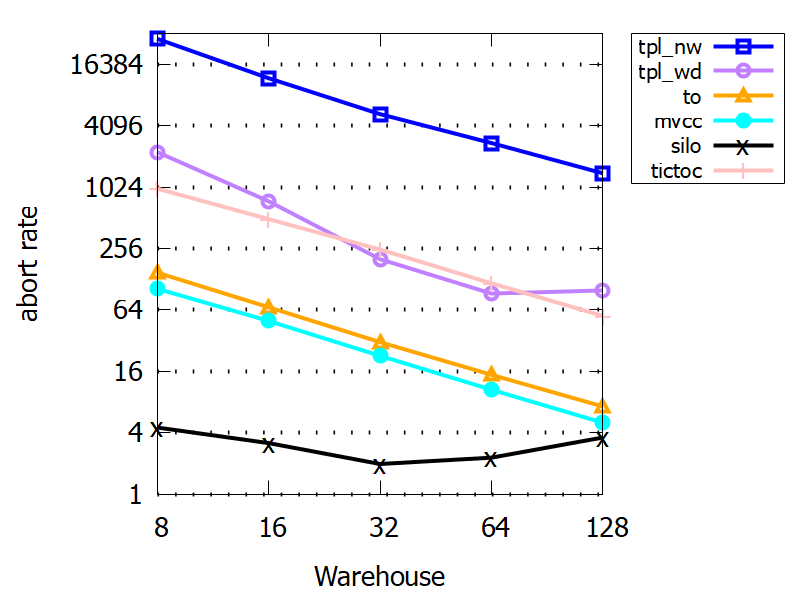 16384
4096
1024
256
64
16
4
1
8 16 32 64 128
abort rate
Warehouse
tpl_nw
tpl_wd
to
mvcc
silo
tictoc